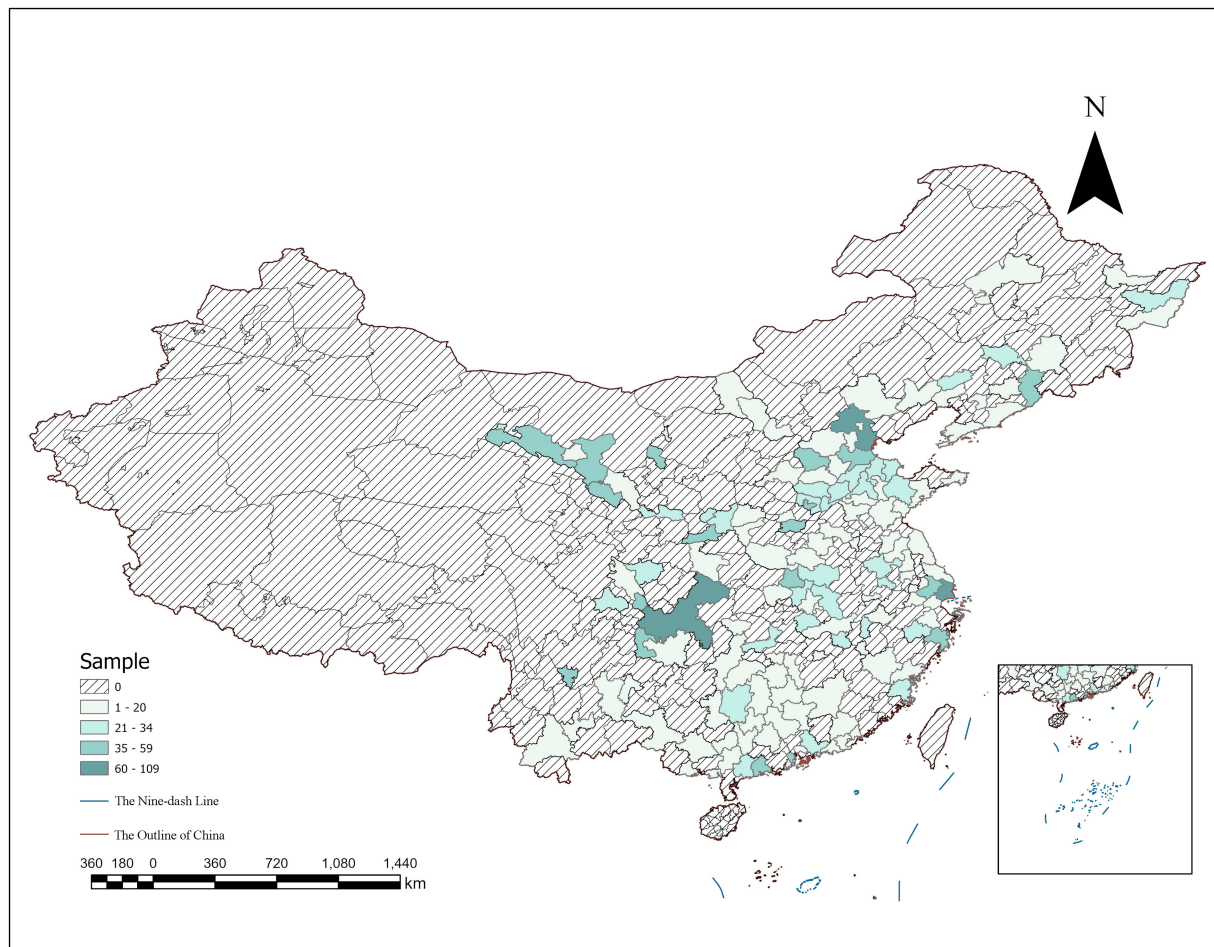 N
Sample
0
1 - 20
21 - 34
35 - 59
60 - 109
The Nine-dash Line
The Outline of China
360 180 0 360 720 1,080 1,440
km